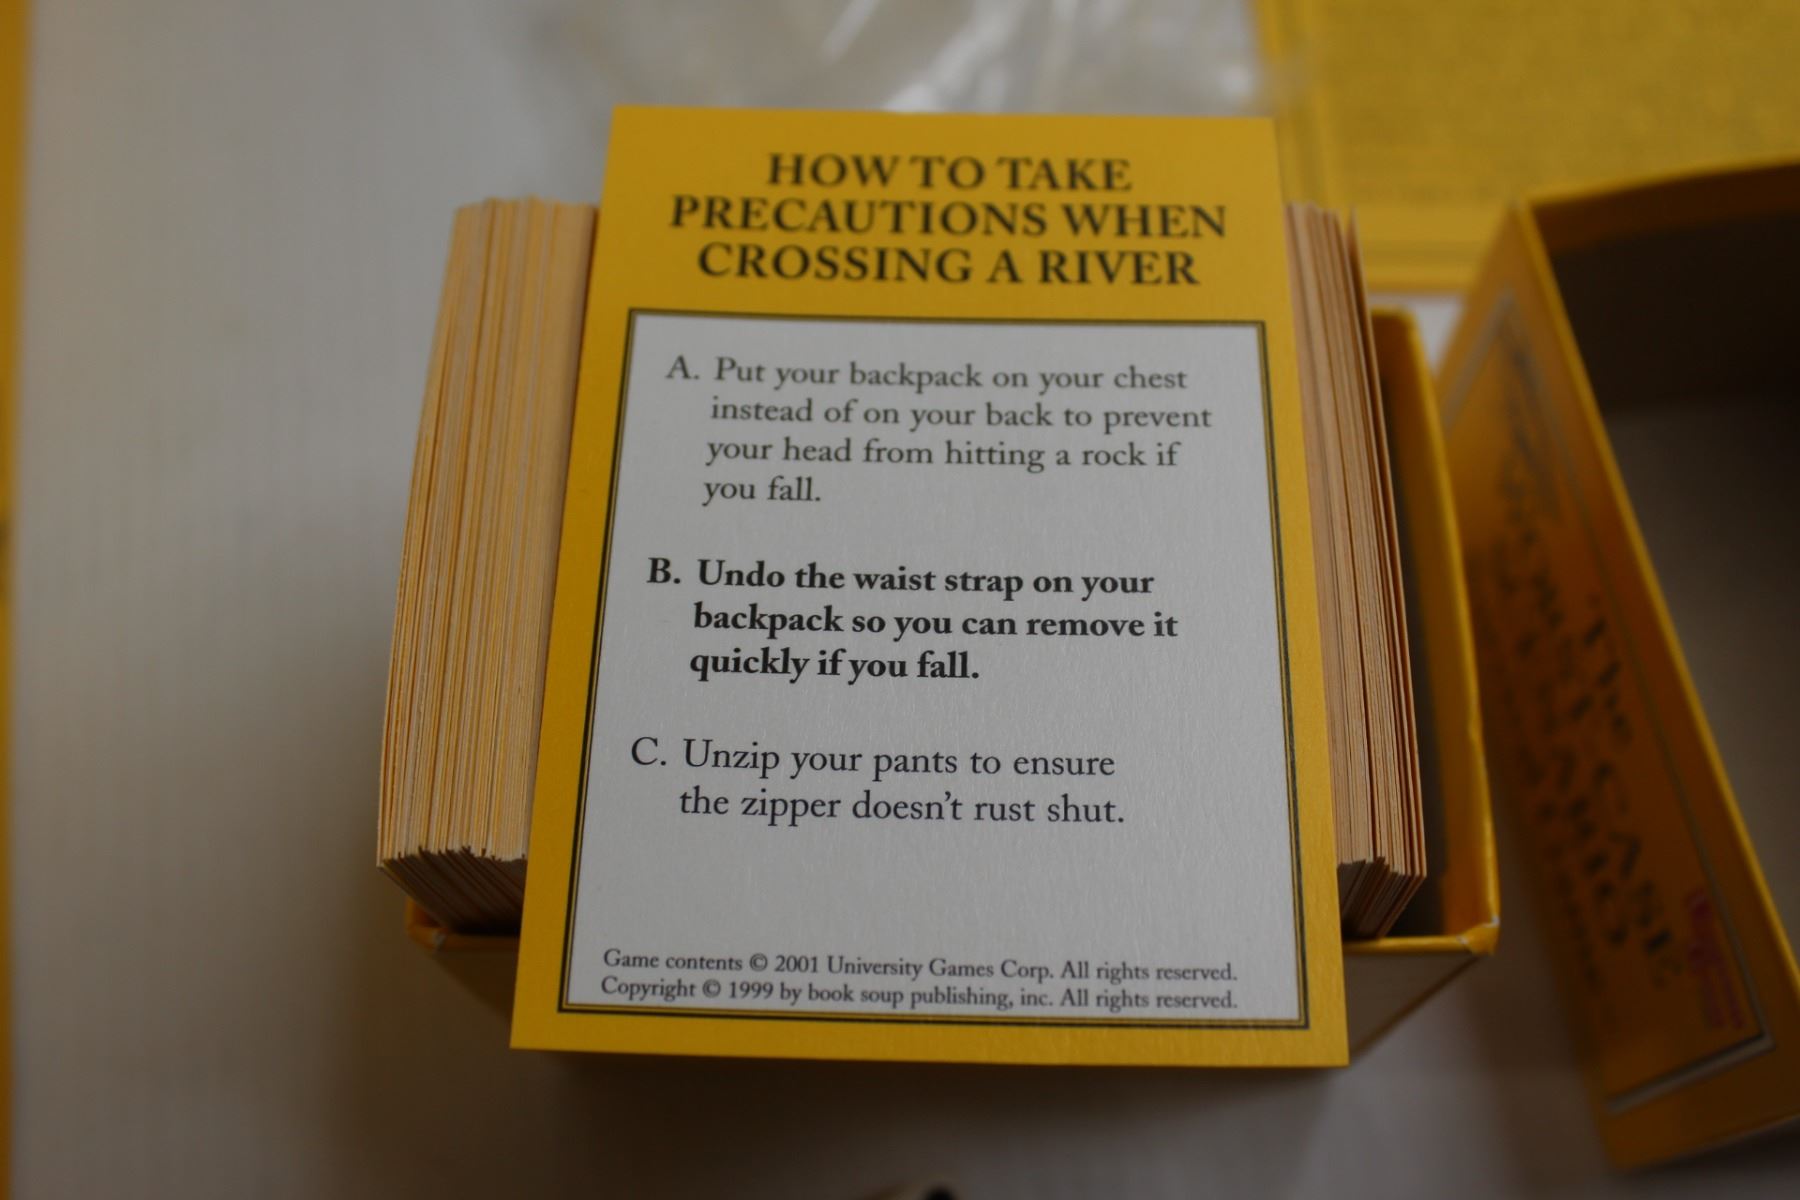 HOW TO TAKE
PRECAUTIONS WHEN
CROSSING A RIVER
A. Put your backpack on your chest
instead of on your back to prevent
your head from hitting a rock if
you fall.
B. Undo the waist strap on your
backpack so you can remove it
quickly if you fall.
C. Unzip your pants to ensure
the zipper doesn't rust shut.
Game contents © 2001 University Games Corp. All rights reserved.
Copyright © 1999 by book soup publishing, inc. All rights reserved.